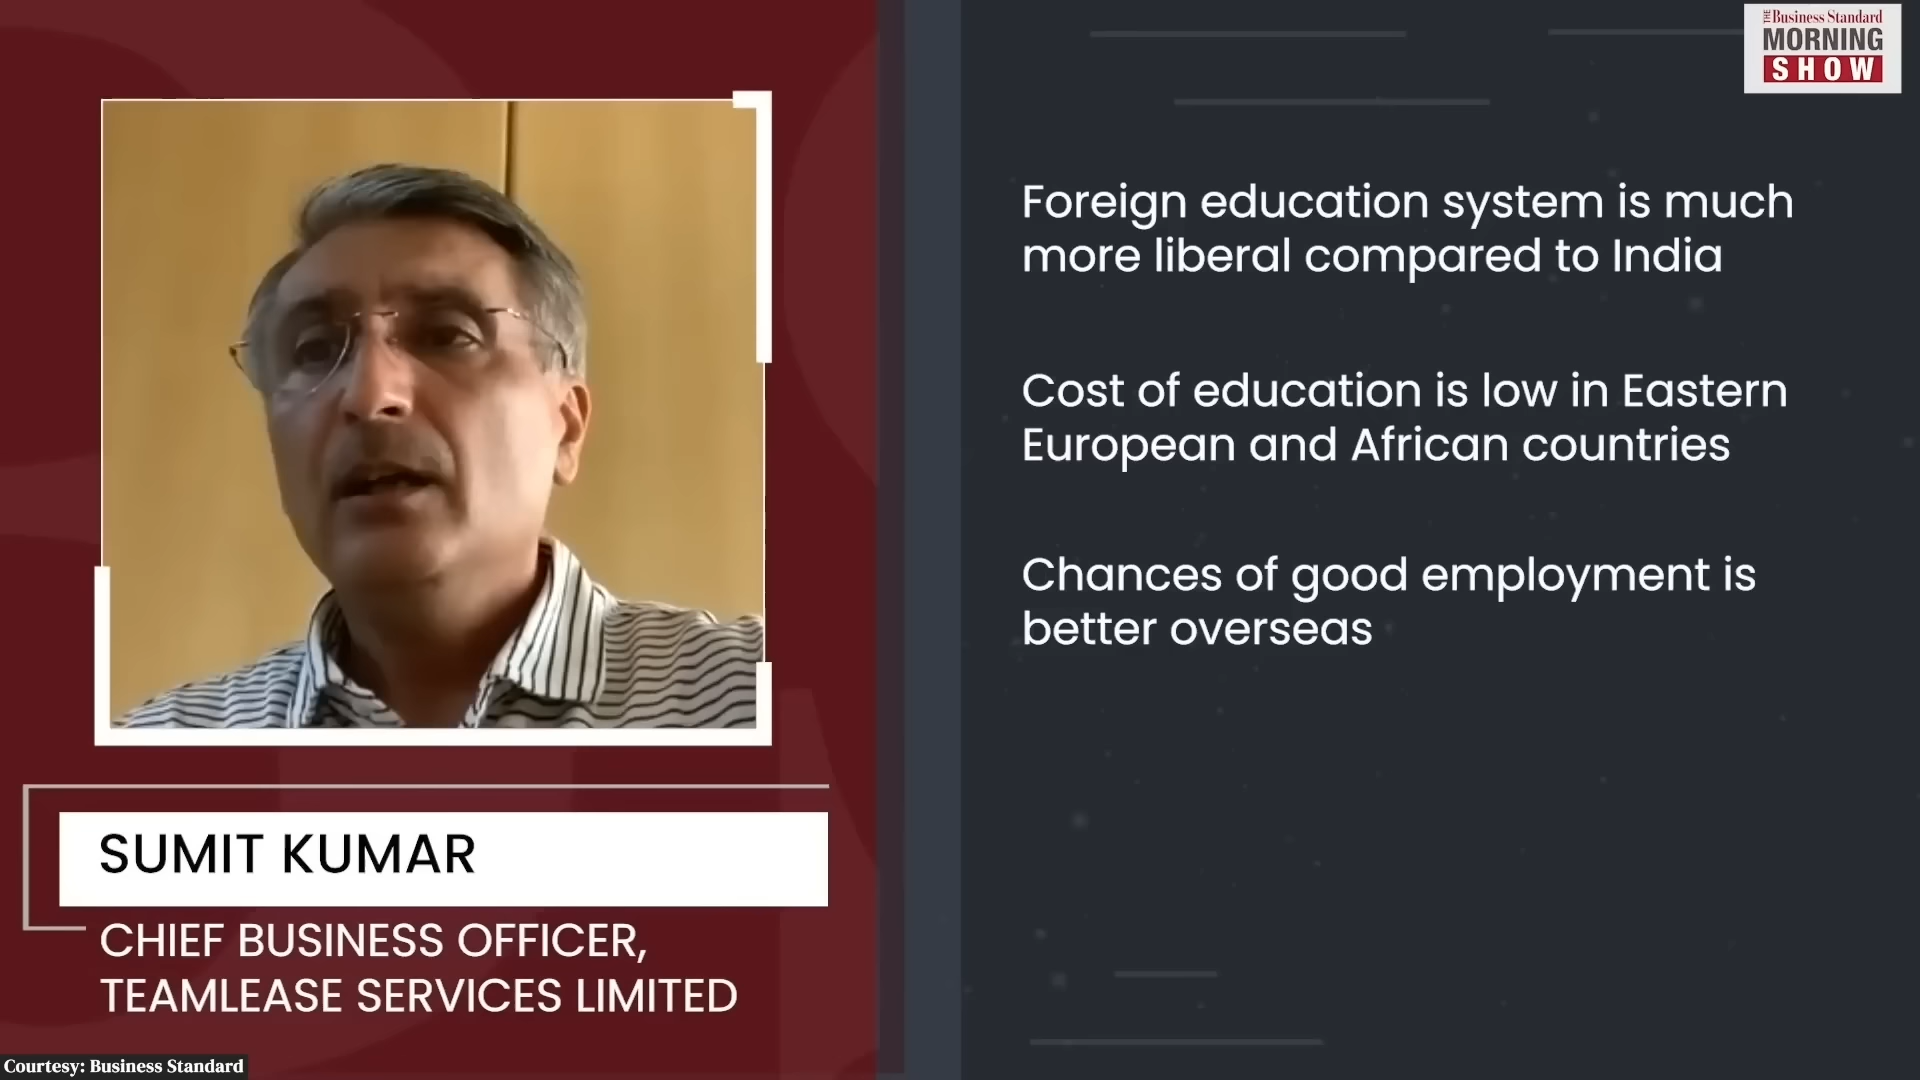 THE Business Standard
MORNING
SHOW
Foreign education system is much
more liberal compared to India
Cost of education is low in Eastern
European and African countries
Chances of good employment is
better overseas
SUMIT KUMAR
CHIEF BUSINESS OFFICER,
TEAMLEASE SERVICES LIMITED
Courtesy: Business Standard